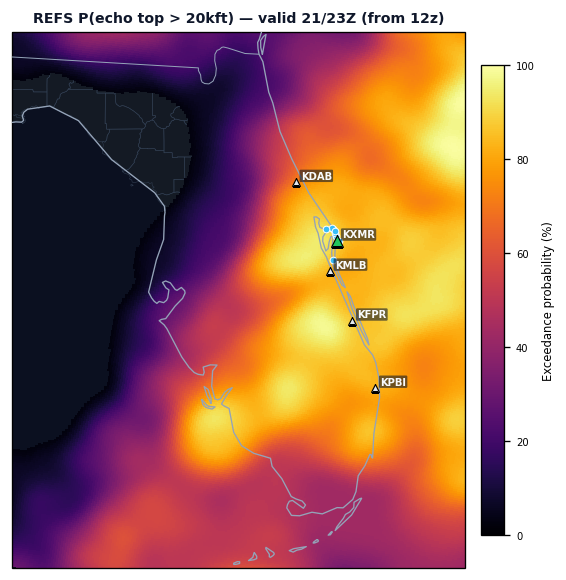 REFS P(echo top > 20kft) — valid 21/23Z (from 12z)
KDAB
KXMR
KMLB
KFPR
KPBI
100
80
60
40
20
0
Exceedance probability (%)